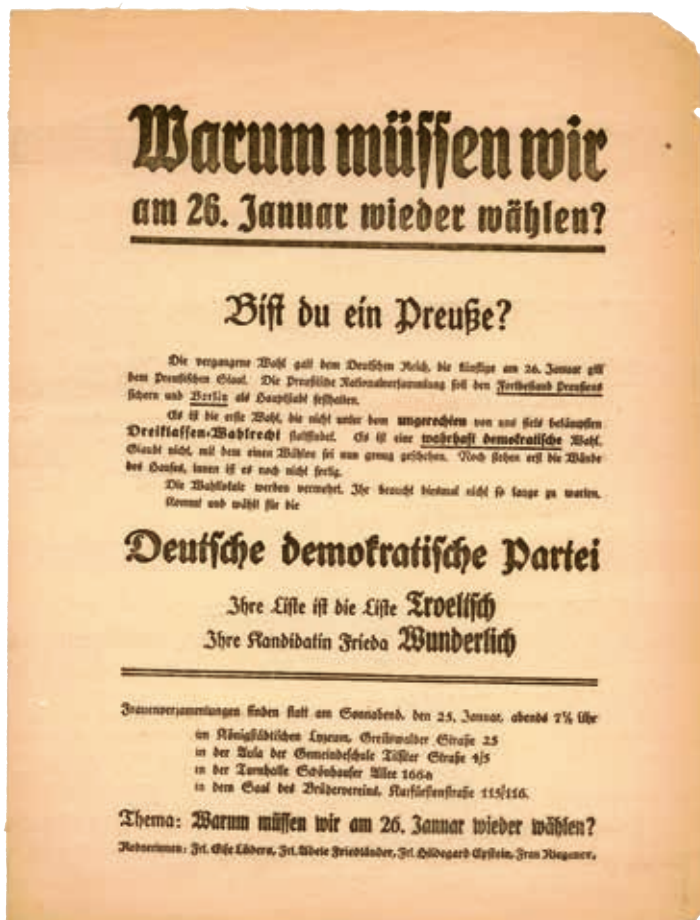 Warum müssen wir
am 26. Januar wieder wählen?
Bist du ein Preuße?
Die vergangene Wahl galt dem Deutschen Reich, die künftige am 26. Januar gilt
dem Preußischen Staat. Die Preußische Nationalversammlung soll den Fortbestand Preußens
sichern und Berlin als Hauptstadt festhalten.
Es ist die erste Wahl, die nicht unter dem ungerechten von uns stets bekämpften
Dreiklassen-Wahlrecht stattfindet. Es ist eine wahrhaft demokratische Wahl.
Glaubt nicht, mit dem einen Wählen sei nun genug geschehen. Noch stehen erst die Wände
des Hauses, innen ist es noch nicht fertig.
Die Wahllokale werden vermehrt. Ihr braucht diesmal nicht so lange zu warten.
Kommt und wählt für die
Deutsche demokratische Partei
Ihre Liste ist die Liste Troeltsch
Ihre Kandidatin Frieda Wunderlich
Frauenversammlungen finden statt am Sonnabend, den 25. Januar, abends 7½ Uhr
im Königstädtischen Lyzeum, Greifswalder Straße 25
in der Aula der Gemeindeschule Tilsiter Straße 4/5
in der Turnhalle Schönhauser Allee 166a
in dem Saal des Brüdervereins, Kurfürstenstraße 115/116.
Thema: Warum müssen wir am 26. Januar wieder wählen?
Rednerinnen: Frl. Else Lüders, Frl. Adele Friedländer, Frl. Hildegard Epstein, Frau Riegener.